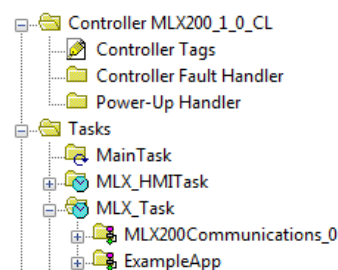 Controller MLX200_1_0_CL
Controller Tags
Controller Fault Handler
Power-Up Handler
Tasks
MainTask
MLX_HMITask
MLX_Task
MLX200Communications_0
ExampleApp